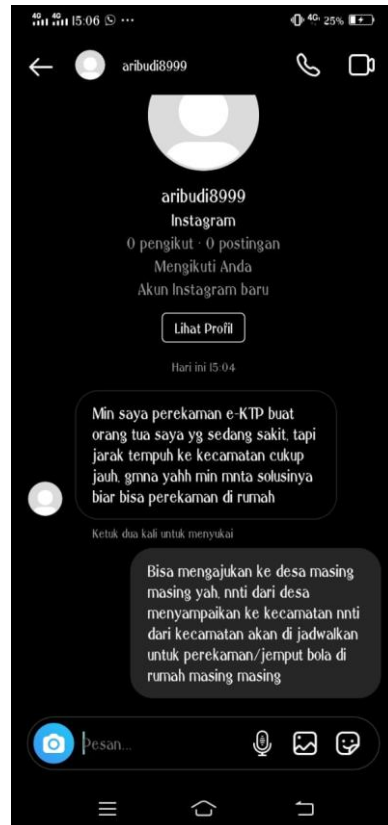 4G 4G 15:06 ···
4G 25%
aribudi8999
aribudi8999
Instagram
0 pengikut · 0 postingan
Mengikuti Anda
Akun Instagram baru
Lihat Profil
Hari ini 15:04
Min saya perekaman e-KTP buat
orang tua saya yg sedang sakit, tapi
jarak tempuh ke kecamatan cukup
jauh, gmna yahh min mnta solusinya
biar bisa perekaman di rumah
Ketuk dua kali untuk menyukai
Bisa mengajukan ke desa masing
masing yah, nnti dari desa
menyampaikan ke kecamatan nnti
dari kecamatan akan di jadwalkan
untuk perekaman/jemput bola di
rumah masing masing
Pesan...